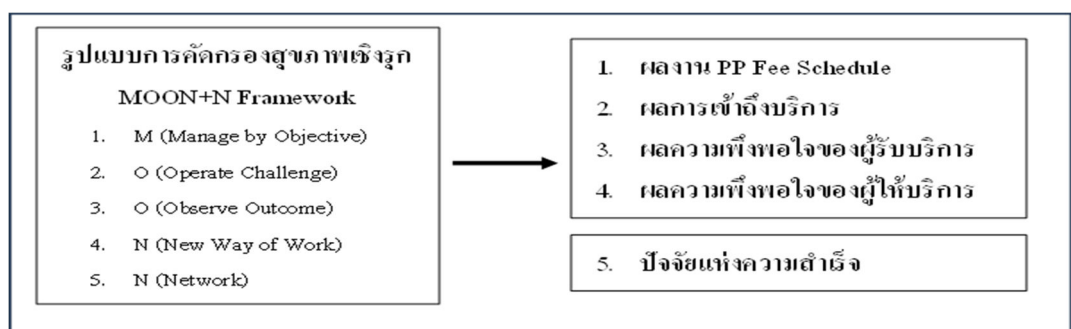 รูปแบบการคัดกรองสุขภาพเชิงรุก
MOON+N Framework
1. M (Manage by Objective)
2. O (Operate Challenge)
3. O (Observe Outcome)
4. N (New Way of Work)
5. N (Network)
1. ผลงาน PP Fee Schedule
2. ผลการเข้าถึงบริการ
3. ผลความพึงพอใจของผู้รับบริการ
4. ผลความพึงพอใจของผู้ให้บริการ
5. ปัจจัยแห่งความสำเร็จ